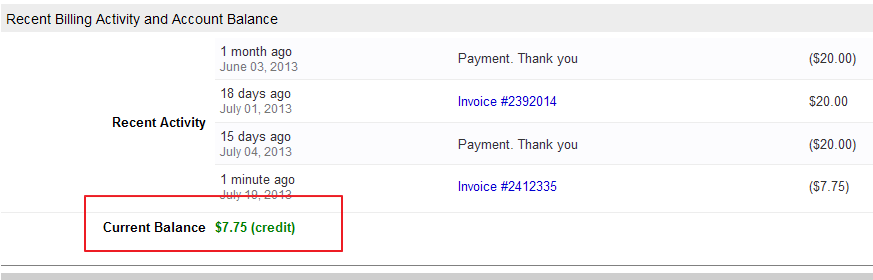 Recent Billing Activity and Account Balance
1 month ago
June 03, 2013
Payment. Thank you
($20.00)
18 days ago
July 01, 2013
Invoice #2392014
$20.00
Recent Activity
15 days ago
July 04, 2013
Payment. Thank you
($20.00)
1 minute ago
July 19, 2013
Invoice #2412335
($7.75)
Current Balance $7.75 (credit)